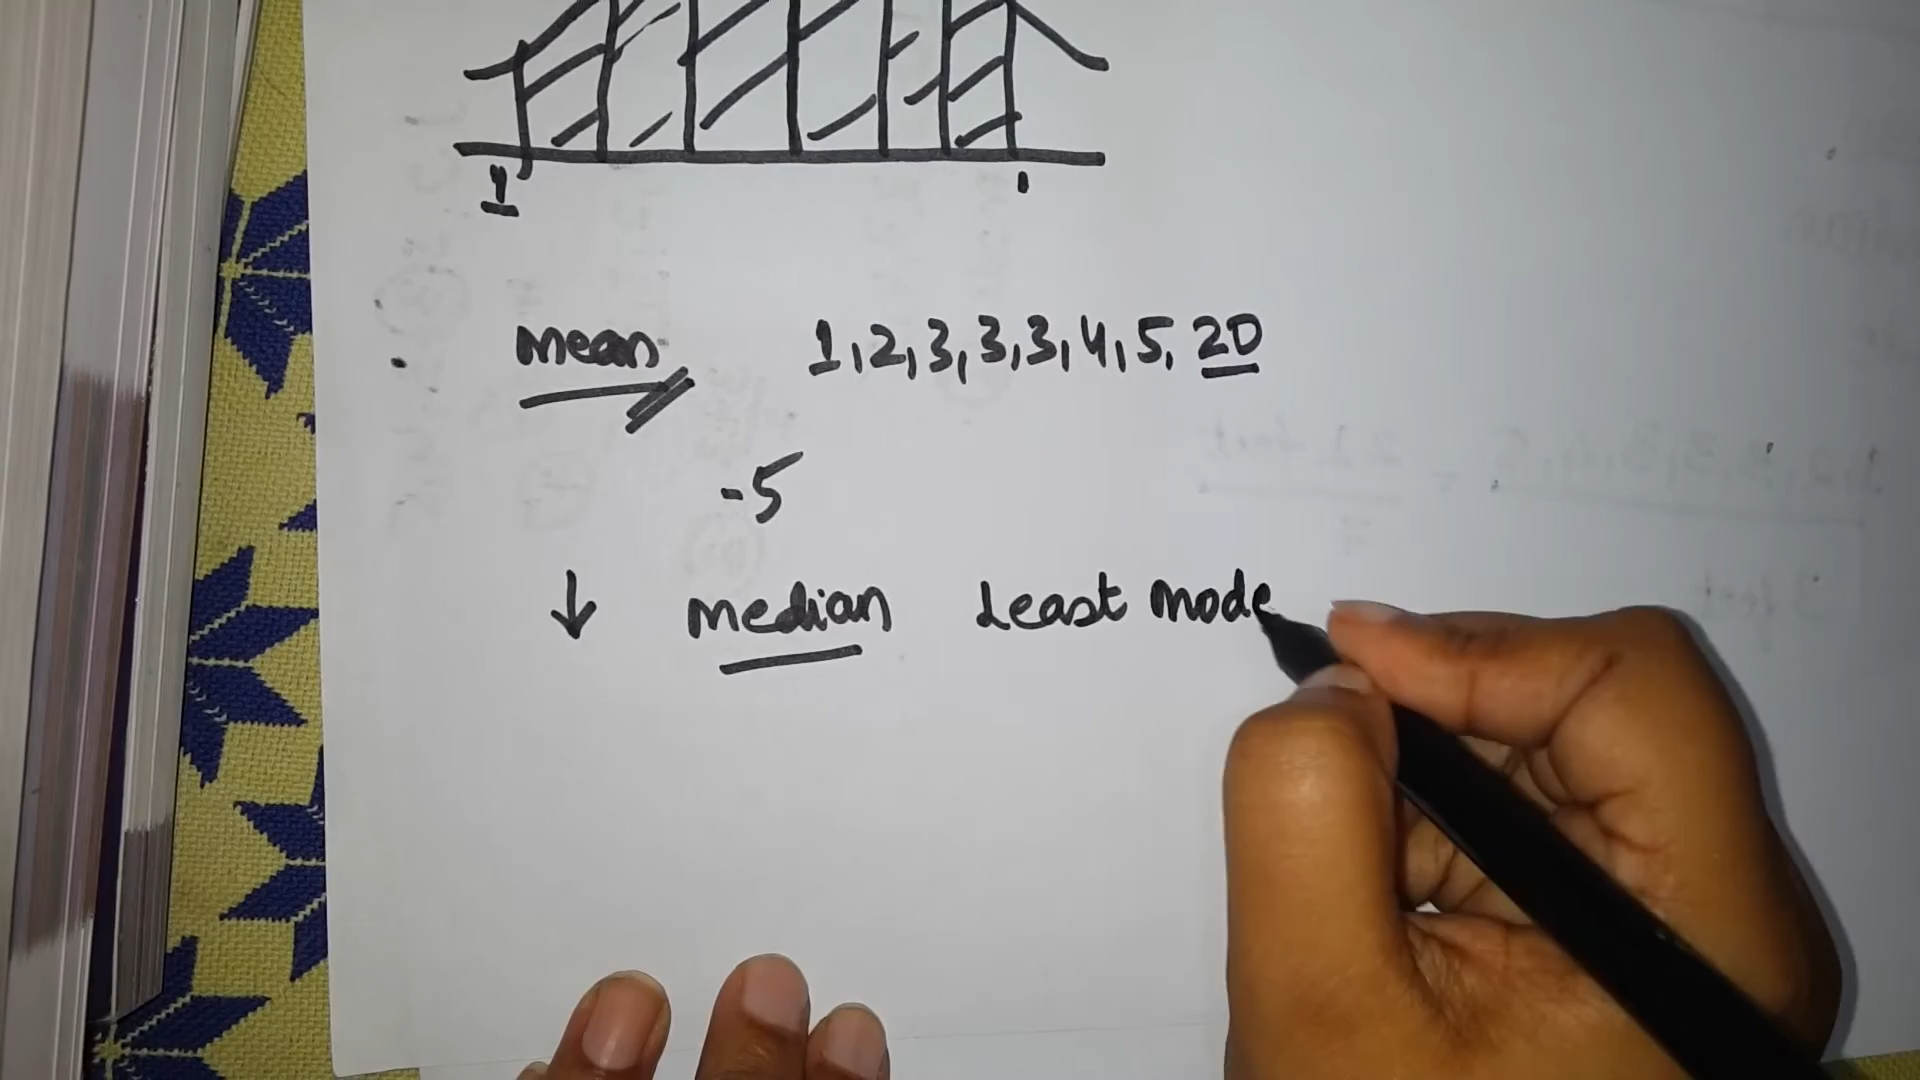 1
mean 1,2,3,3,3,4,5,20
-5
↓ median Least mode